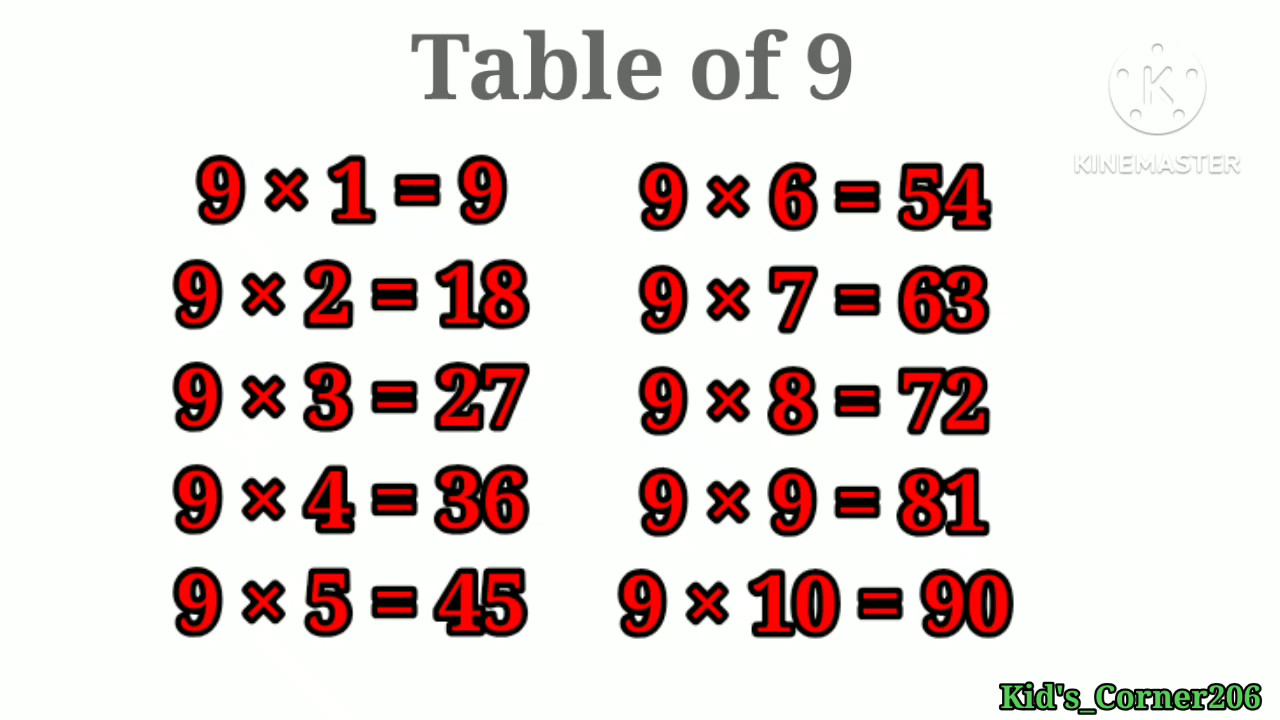 Table of 9
9 × 1 = 9
9 × 2 = 18
9 × 3 = 27
9 × 4 = 36
9 × 5 = 45
9 × 6 = 54
9 × 7 = 63
9 × 8 = 72
9 × 9 = 81
9 × 10 = 90
K
KINEMASTER
Kid's_Corner206